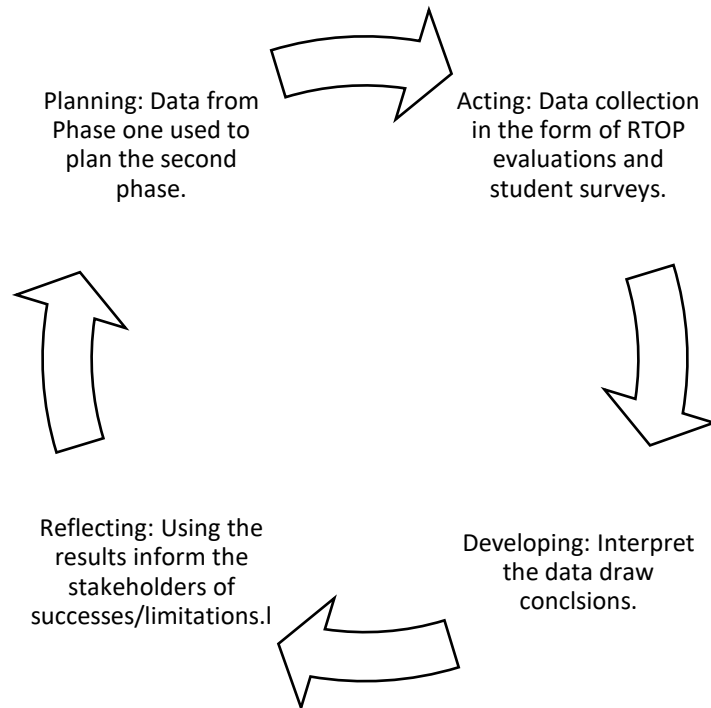 Planning: Data from
Phase one used to
plan the second
phase.
Acting: Data collection
in the form of RTOP
evaluations and
student surveys.
Developing: Interpret
the data draw
conclsions.
Reflecting: Using the
results inform the
stakeholders of
successes/limitations.l